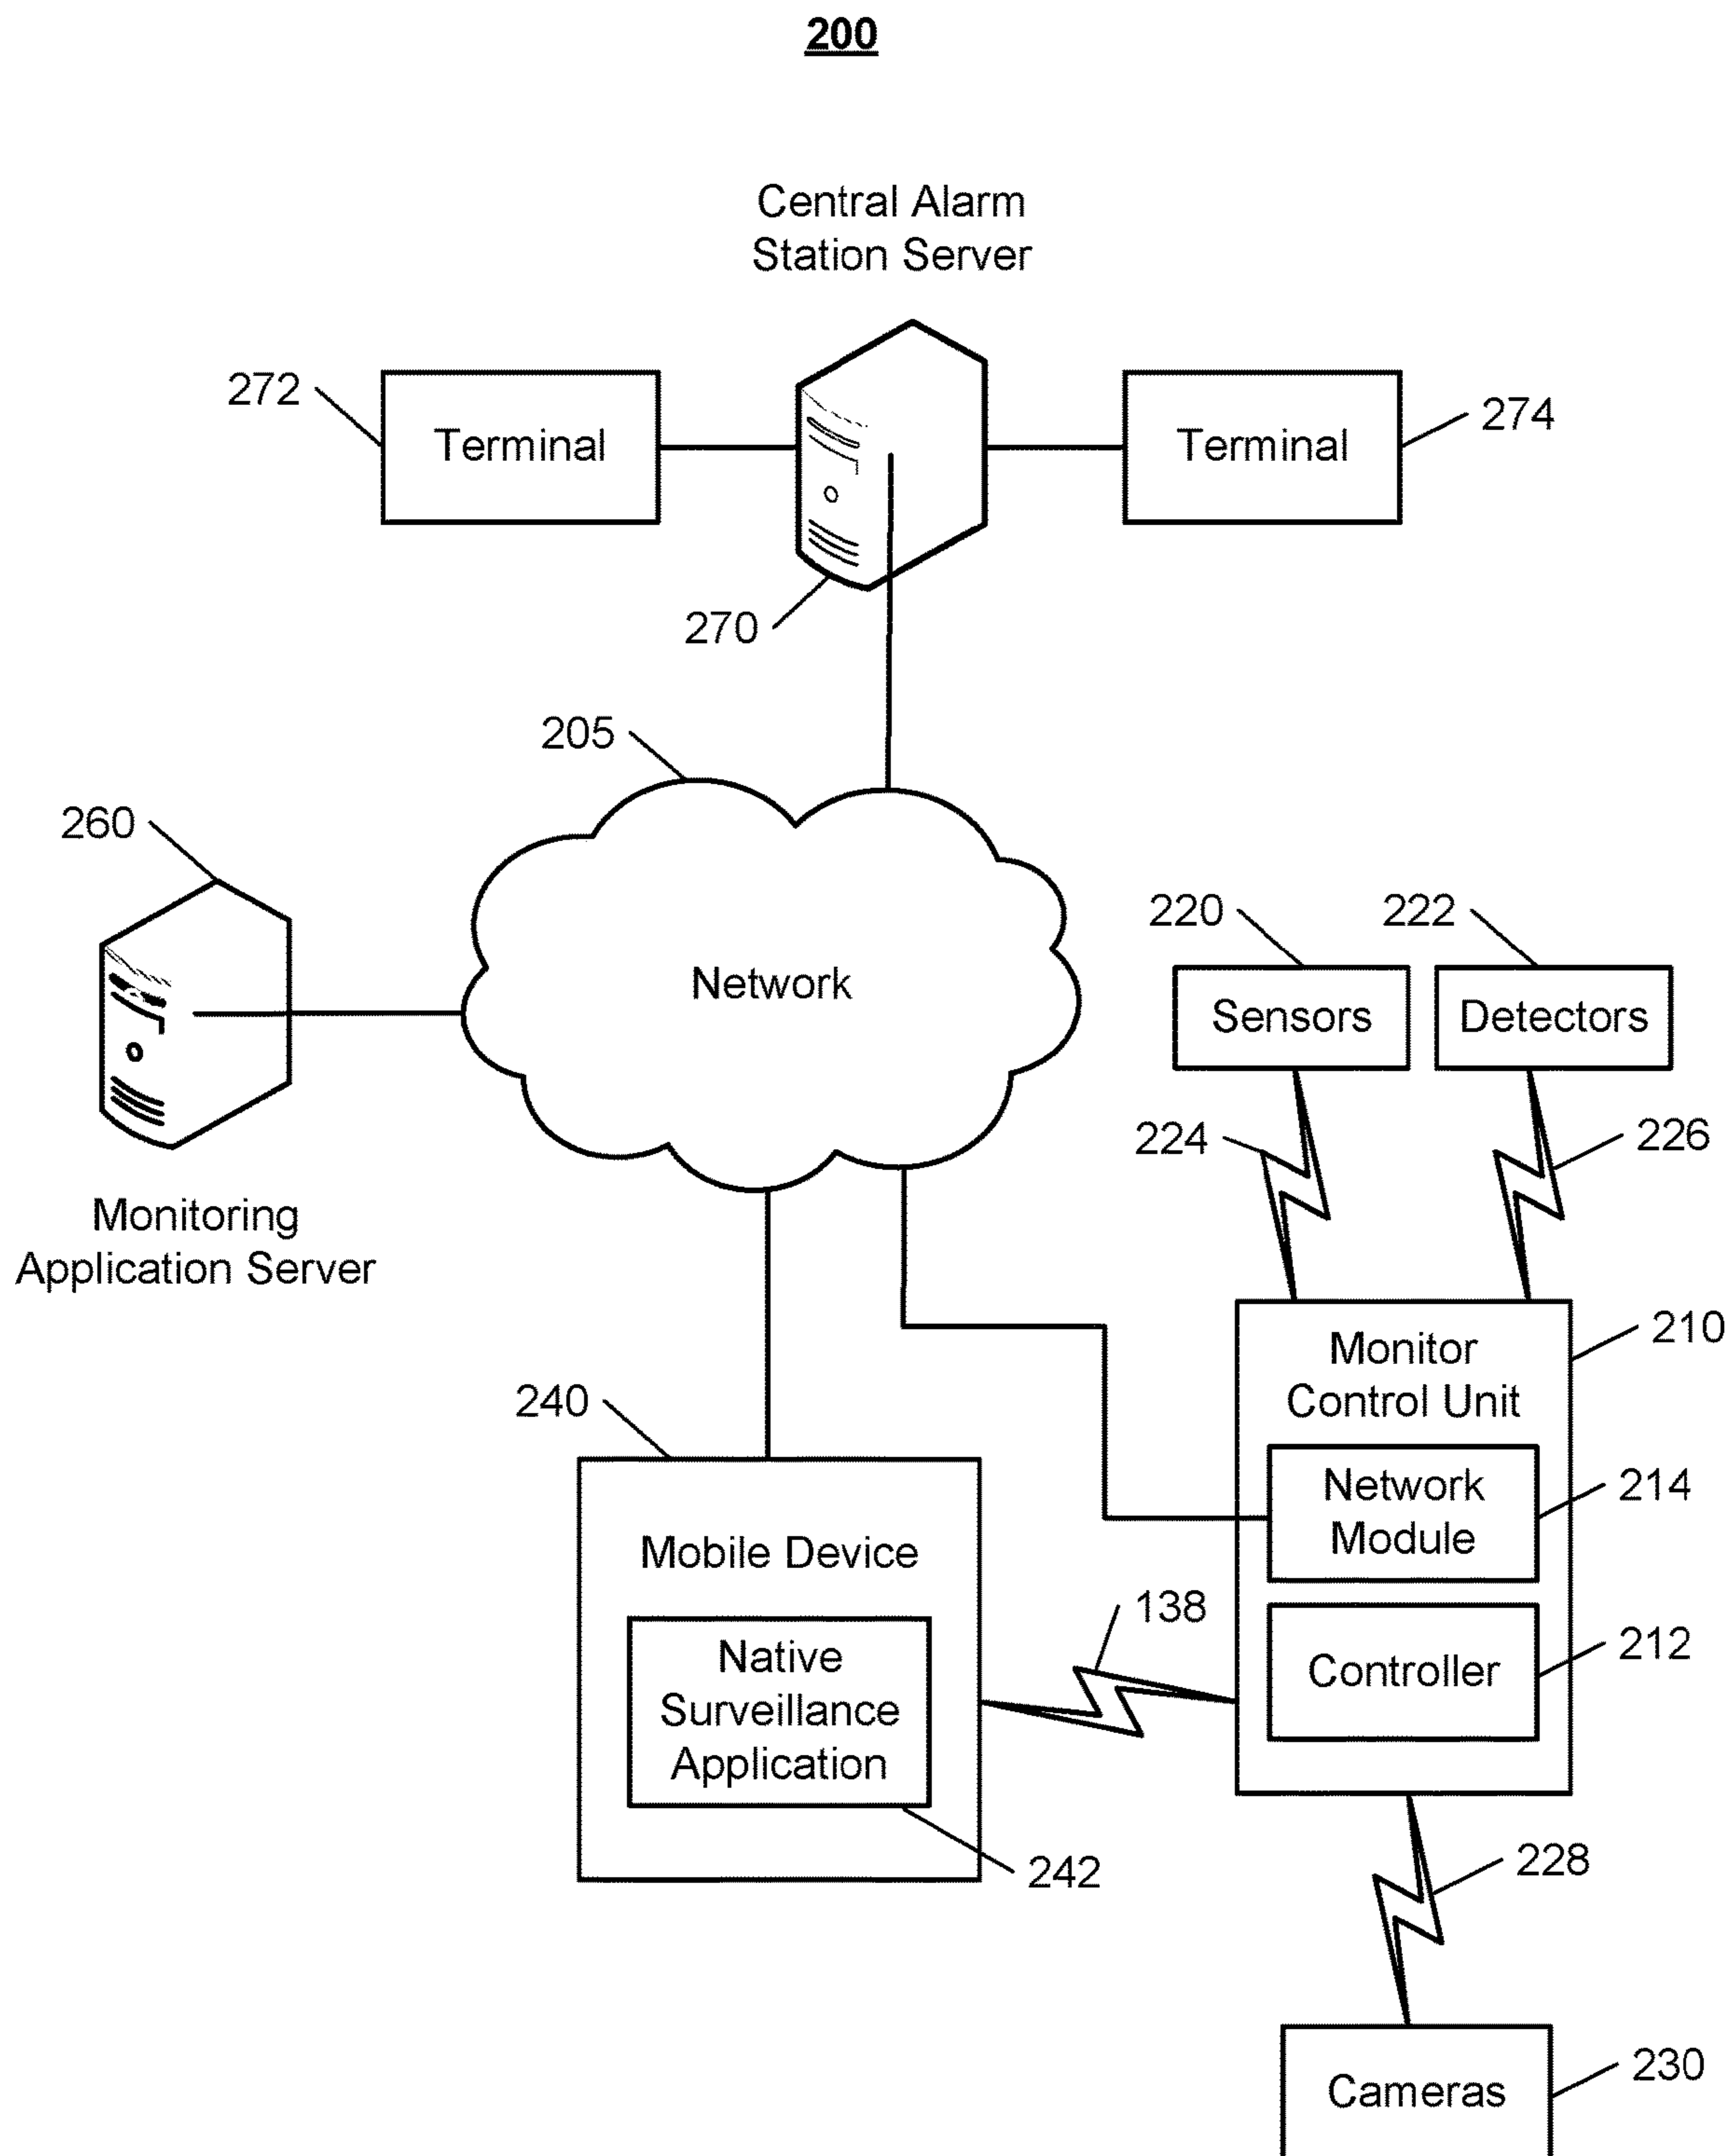 200
Central Alarm
Station Server
272
Terminal
Terminal
274
270
205
260
Network
220
222
Sensors
Detectors
224
226
Monitoring
Application Server
Monitor
Control Unit
210
240
Network
Module
214
Mobile Device
138
Controller
212
Native
Surveillance
Application
242
228
Cameras
230